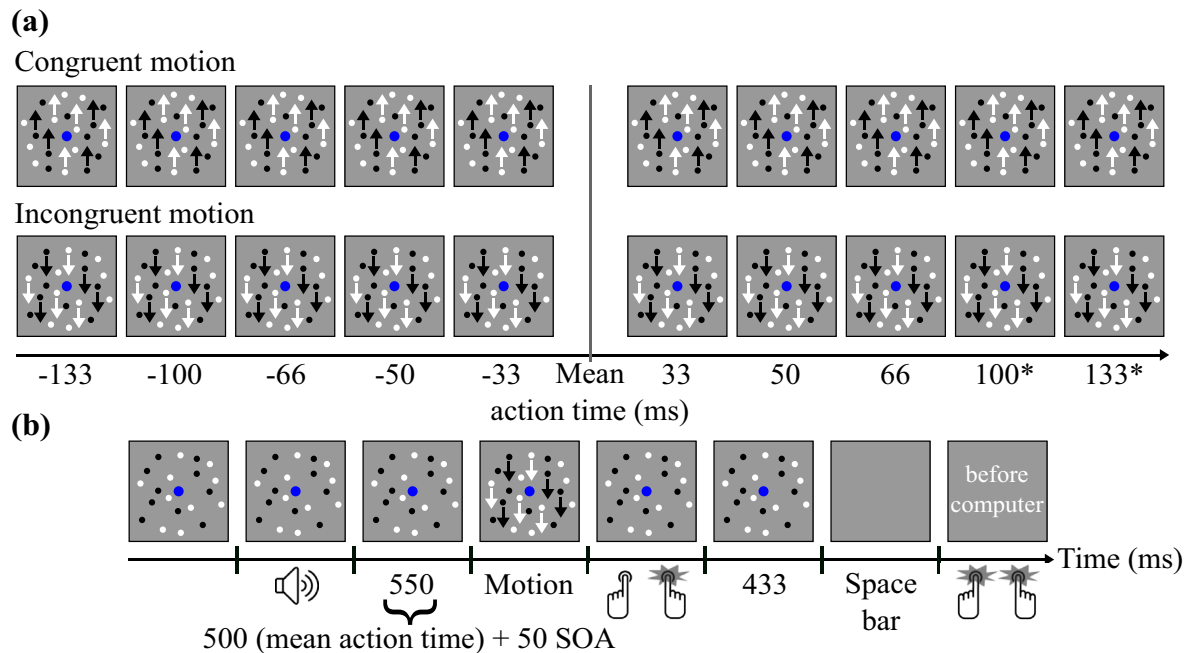 (a)
Congruent motion
Incongruent motion
-133 -100 -66 -50 -33 Mean 33 50 66 100* 133*
action time (ms)
(b)
before
computer
Time (ms)
550 Motion 433 Space
bar
500 (mean action time) + 50 SOA